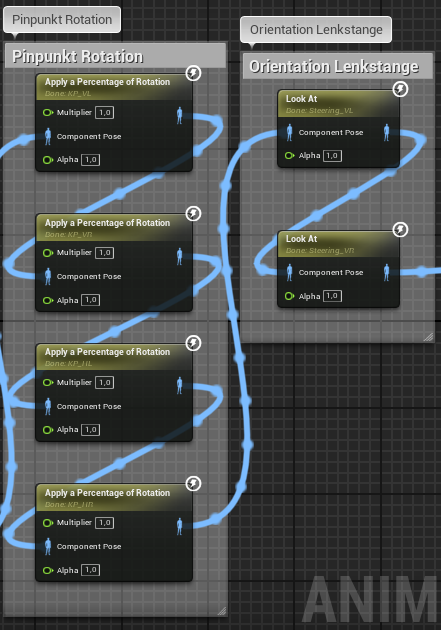 Pinpunkt Rotation
Pinpunkt Rotation
Apply a Percentage of Rotation
Done: KP_VL
Multiplier 1,0
Component Pose
Alpha 1,0
Apply a Percentage of Rotation
Done: KP_VR
Multiplier 1,0
Component Pose
Alpha 1,0
Apply a Percentage of Rotation
Done: KP_HL
Multiplier 1,0
Component Pose
Alpha 1,0
Apply a Percentage of Rotation
Done: KP_HR
Multiplier 1,0
Component Pose
Alpha 1,0
Orientation Lenkstange
Orientation Lenkstange
Look At
Done: Steering_VL
Component Pose
Alpha 1,0
Look At
Done: Steering_VR
Component Pose
Alpha 1,0
ANIM